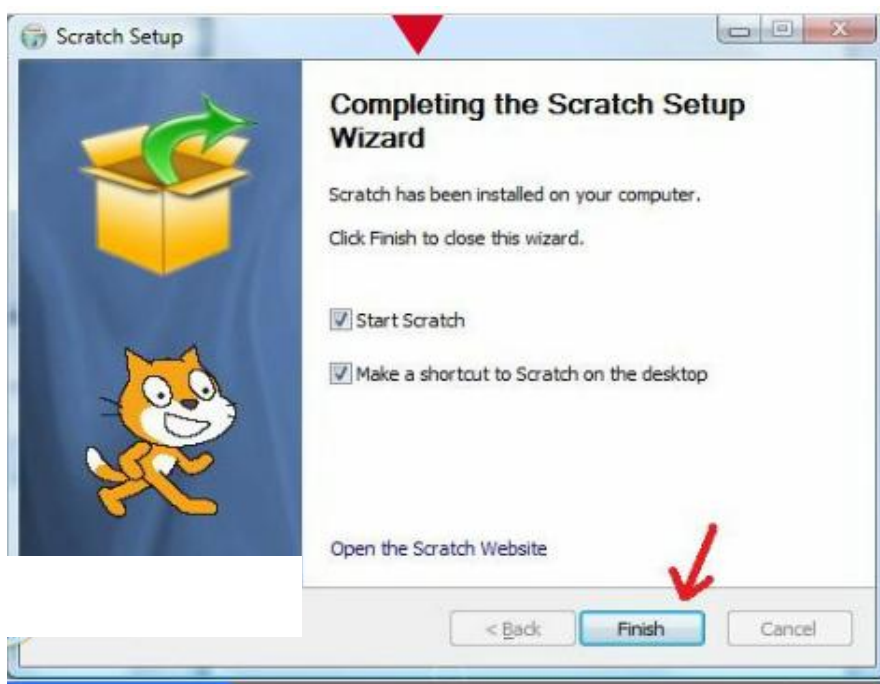 Scratch Setup
Completing the Scratch Setup
Wizard
Scratch has been installed on your computer.
Click Finish to close this wizard.
Start Scratch
Make a shortcut to Scratch on the desktop
Open the Scratch Website
< Back
Finish
Cancel